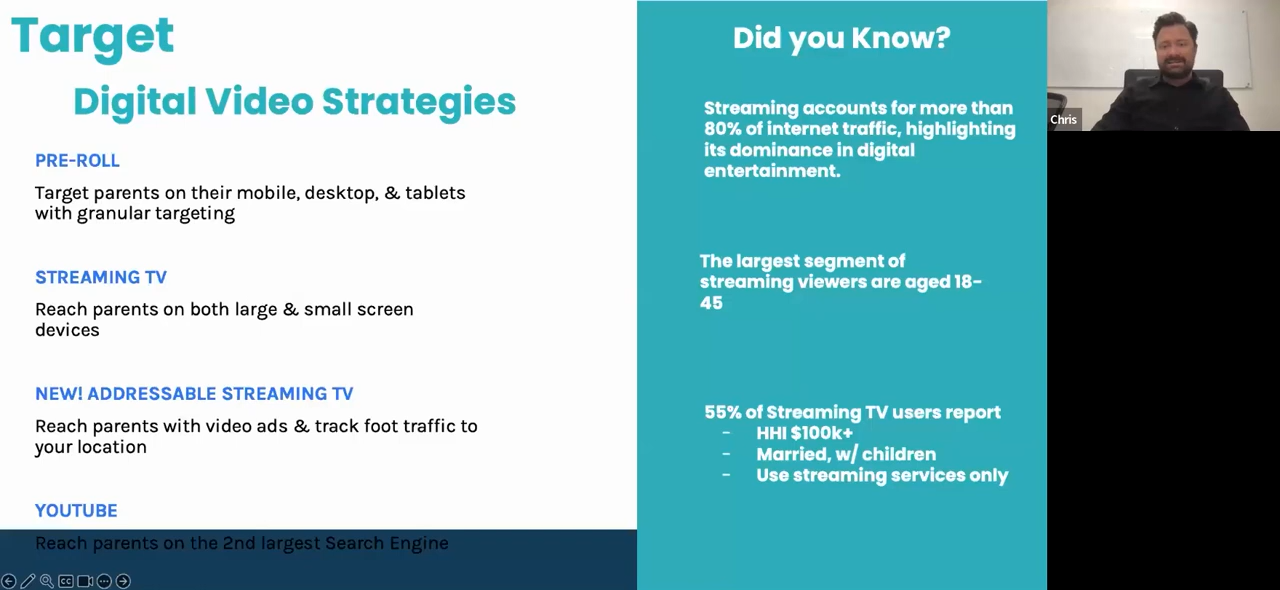 Target
Digital Video Strategies
PRE-ROLL
Target parents on their mobile, desktop, & tablets
with granular targeting
STREAMING TV
Reach parents on both large & small screen
devices
NEW! ADDRESSABLE STREAMING TV
Reach parents with video ads & track foot traffic to
your location
YOUTUBE
Reach parents on the 2nd largest Search Engine
CC
Did you Know?
Streaming accounts for more than
80% of internet traffic, highlighting
its dominance in digital
entertainment.
The largest segment of
streaming viewers are aged 18-
45
55% of Streaming TV users report
- HHI $100k+
- Married, w/ children
- Use streaming services only
Chris